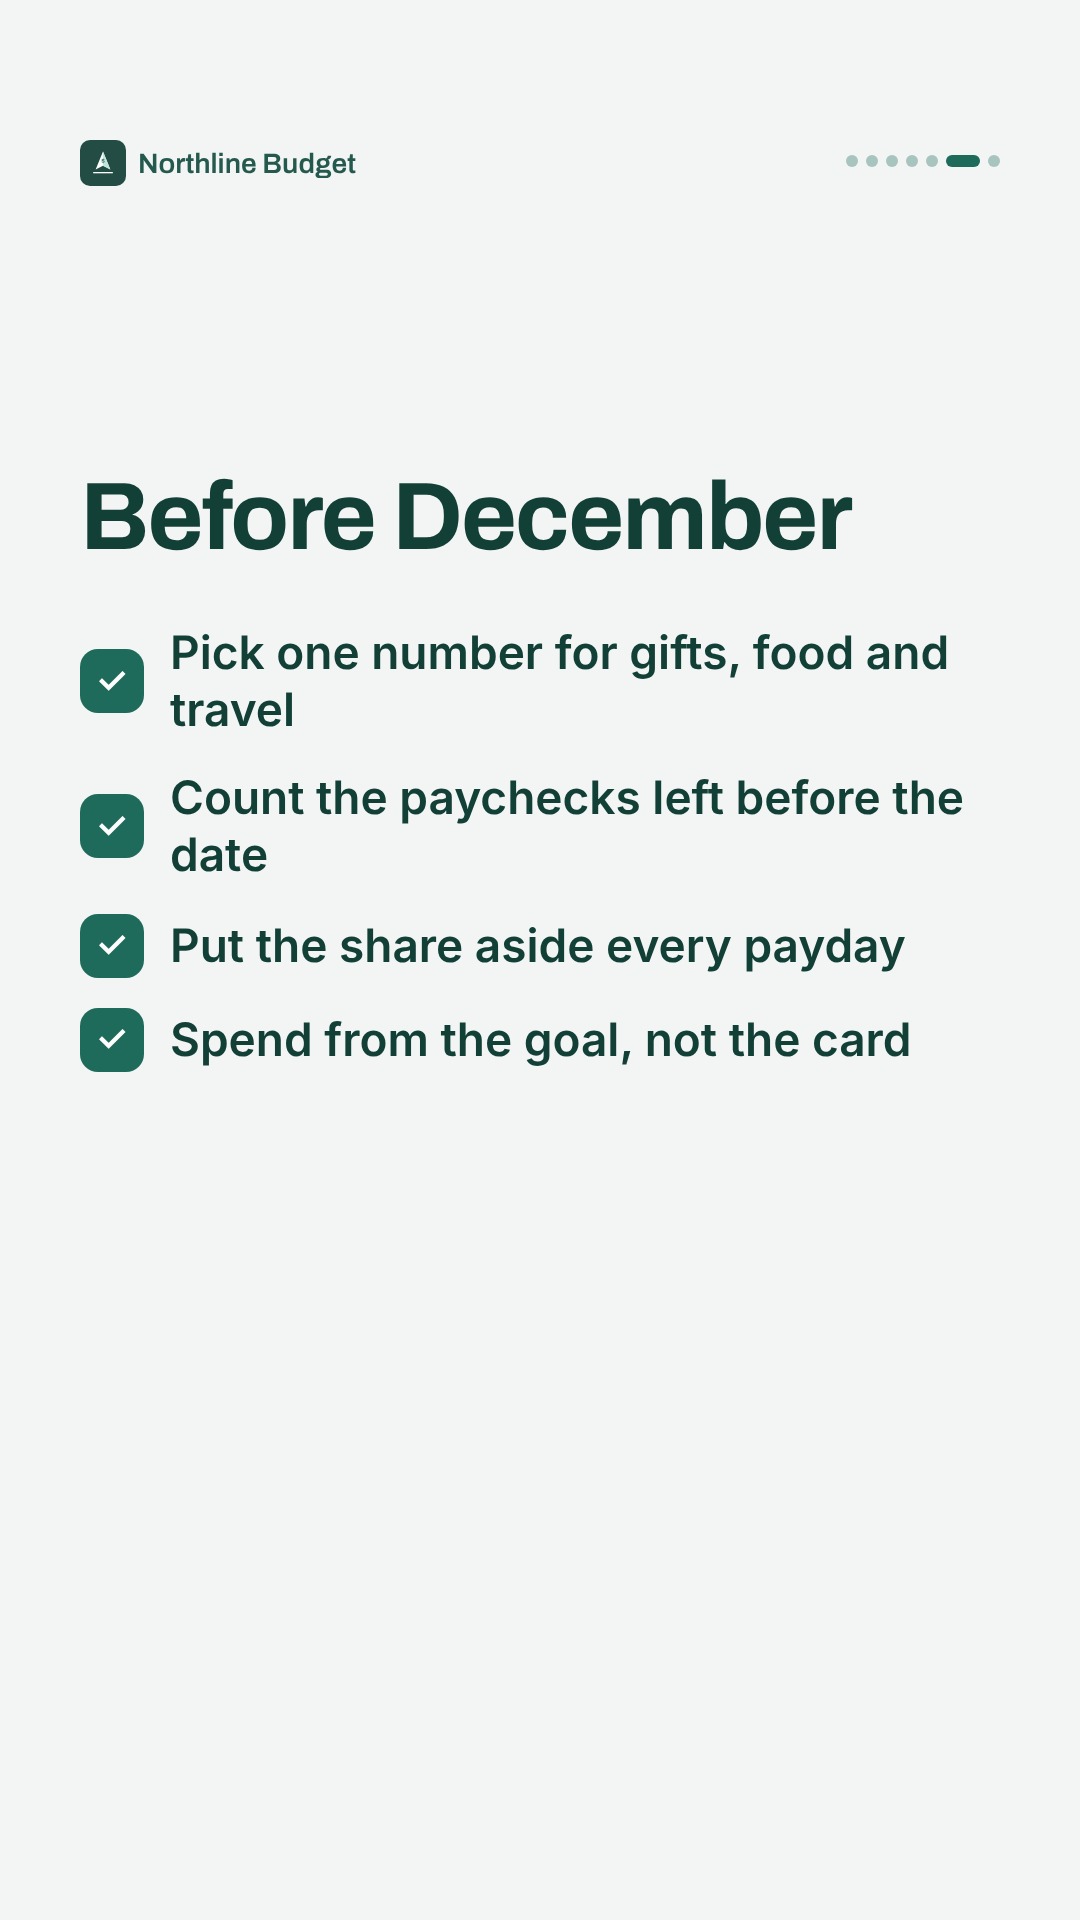 Northline Budget
Before December
Pick one number for gifts, food and
travel
Count the paychecks left before the
date
Put the share aside every payday
Spend from the goal, not the card